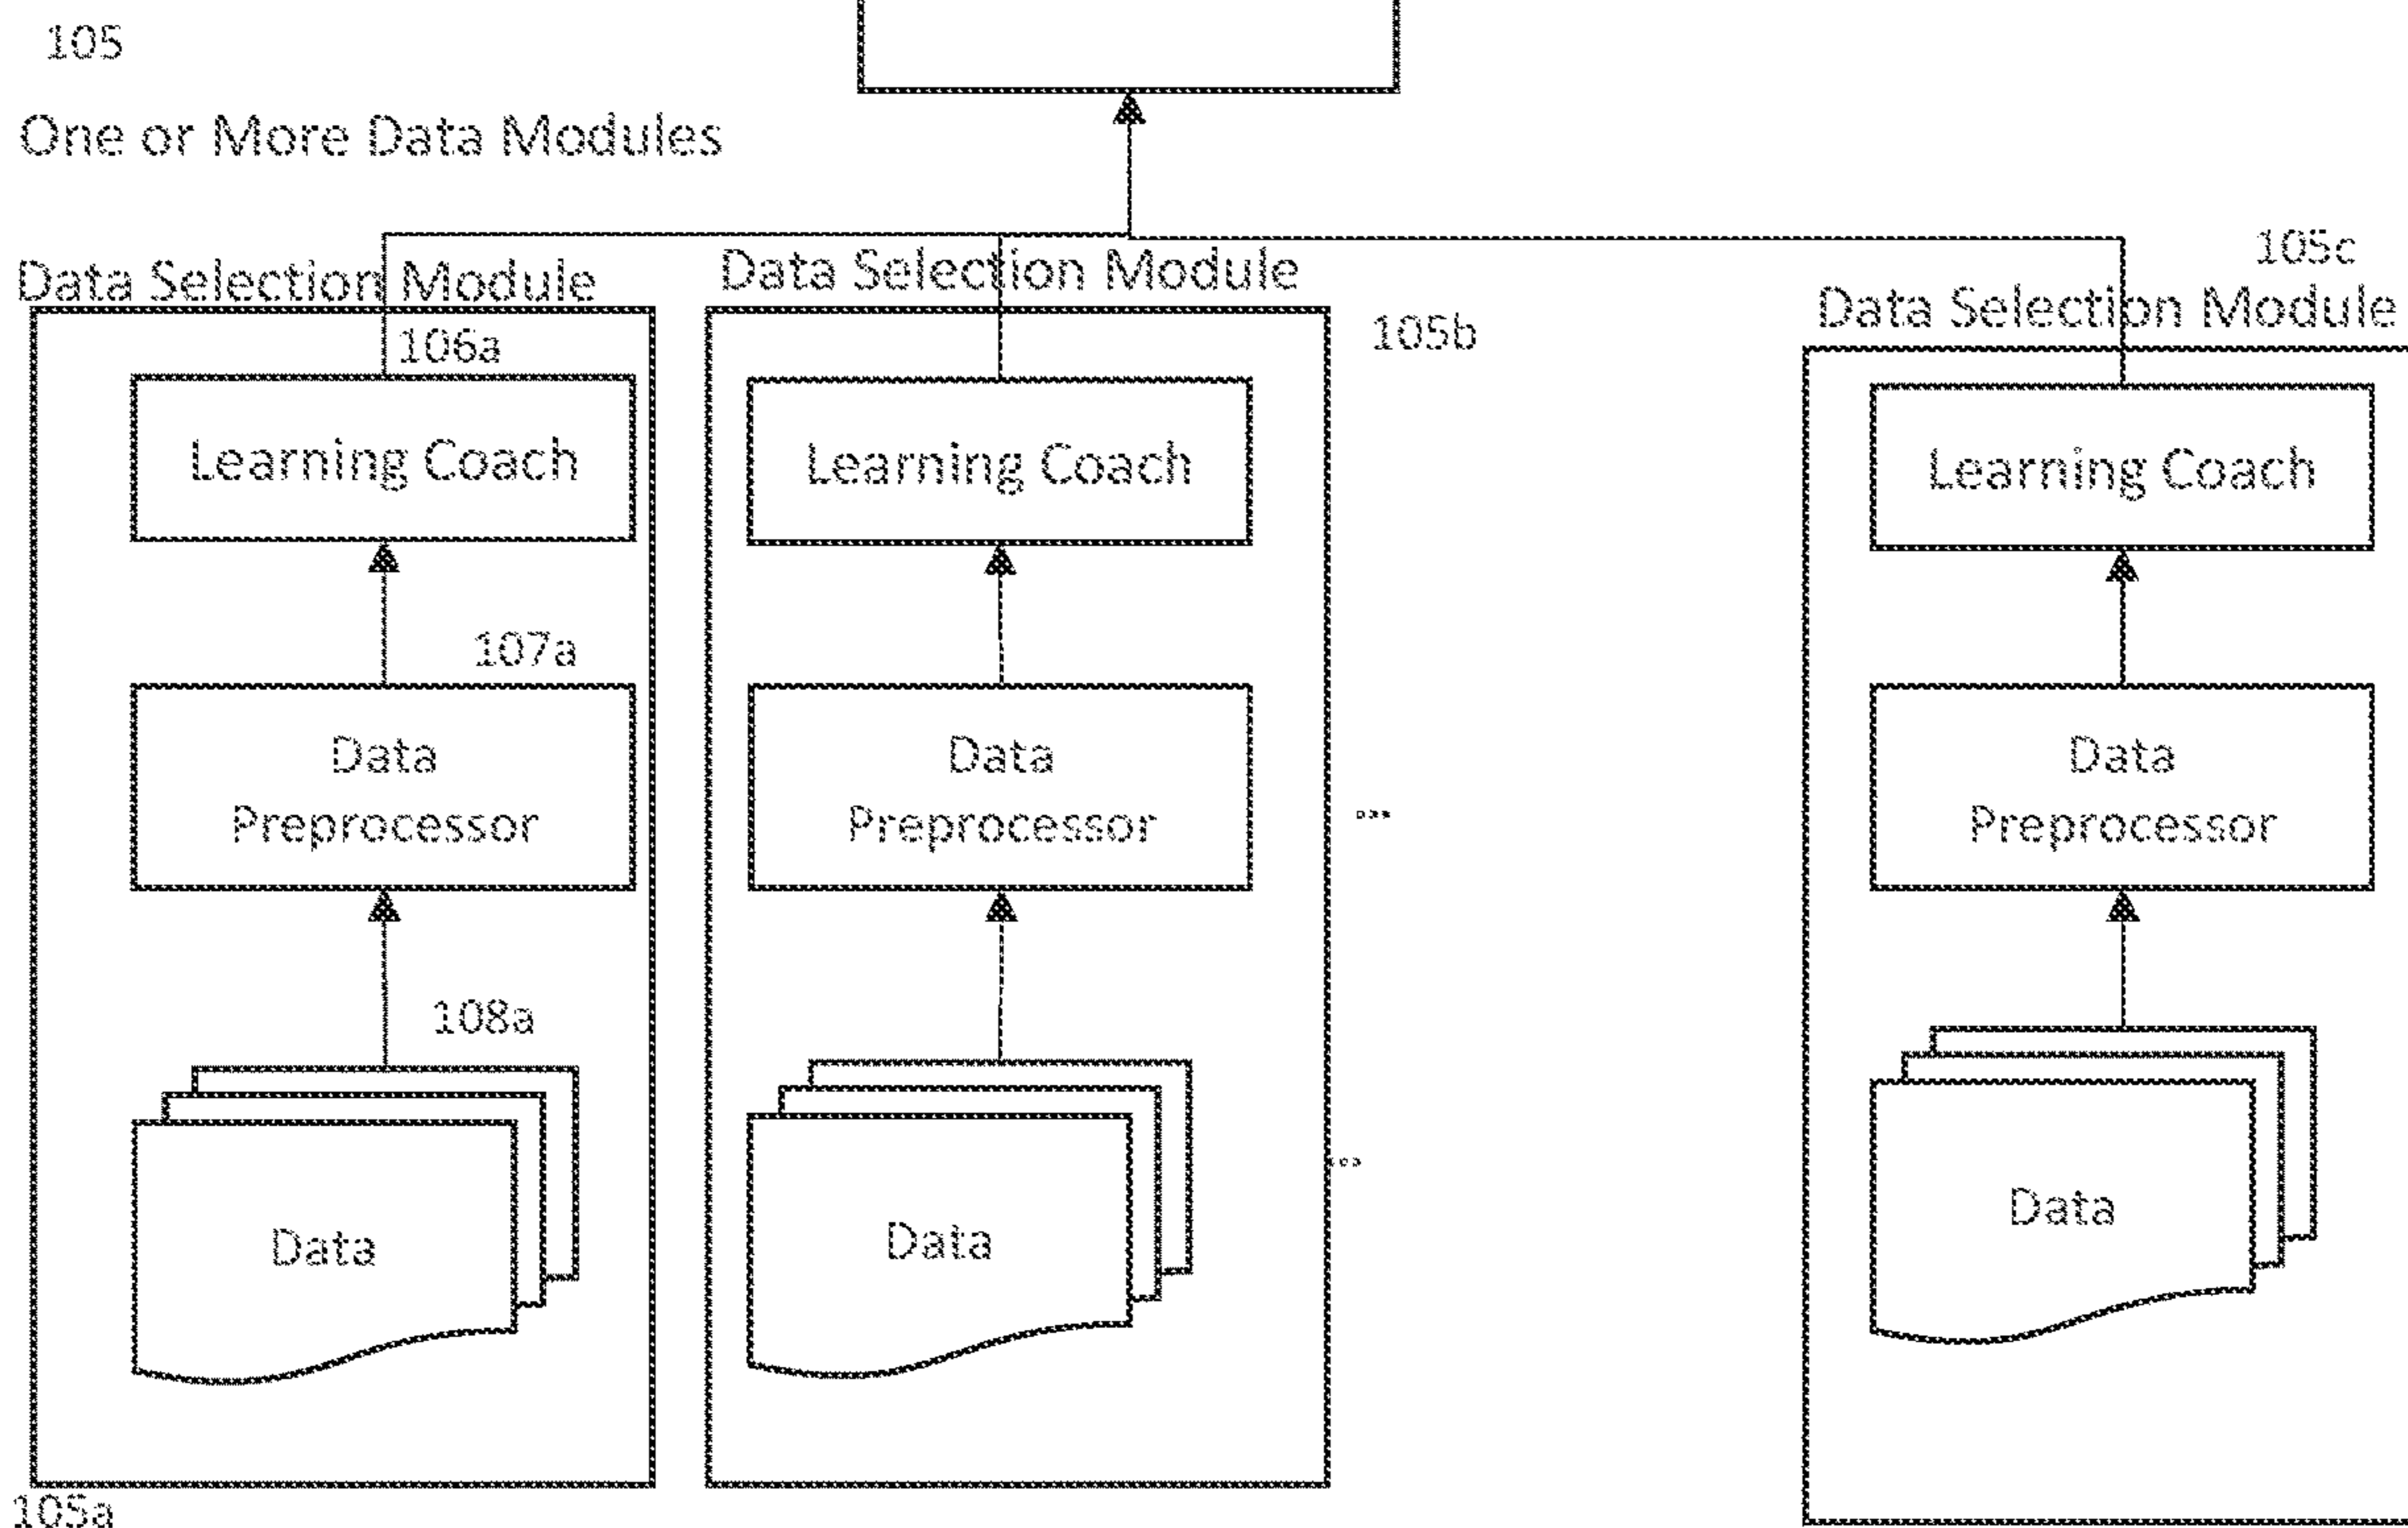 105
One or More Data Modules
Data Selection Module
106a
Learning Coach
107a
Data
Preprocessor
108a
Data
105a
Data Selection Module
105b
Learning Coach
Data
Preprocessor
...
Data
...
105c
Data Selection Module
Learning Coach
Data
Preprocessor
Data